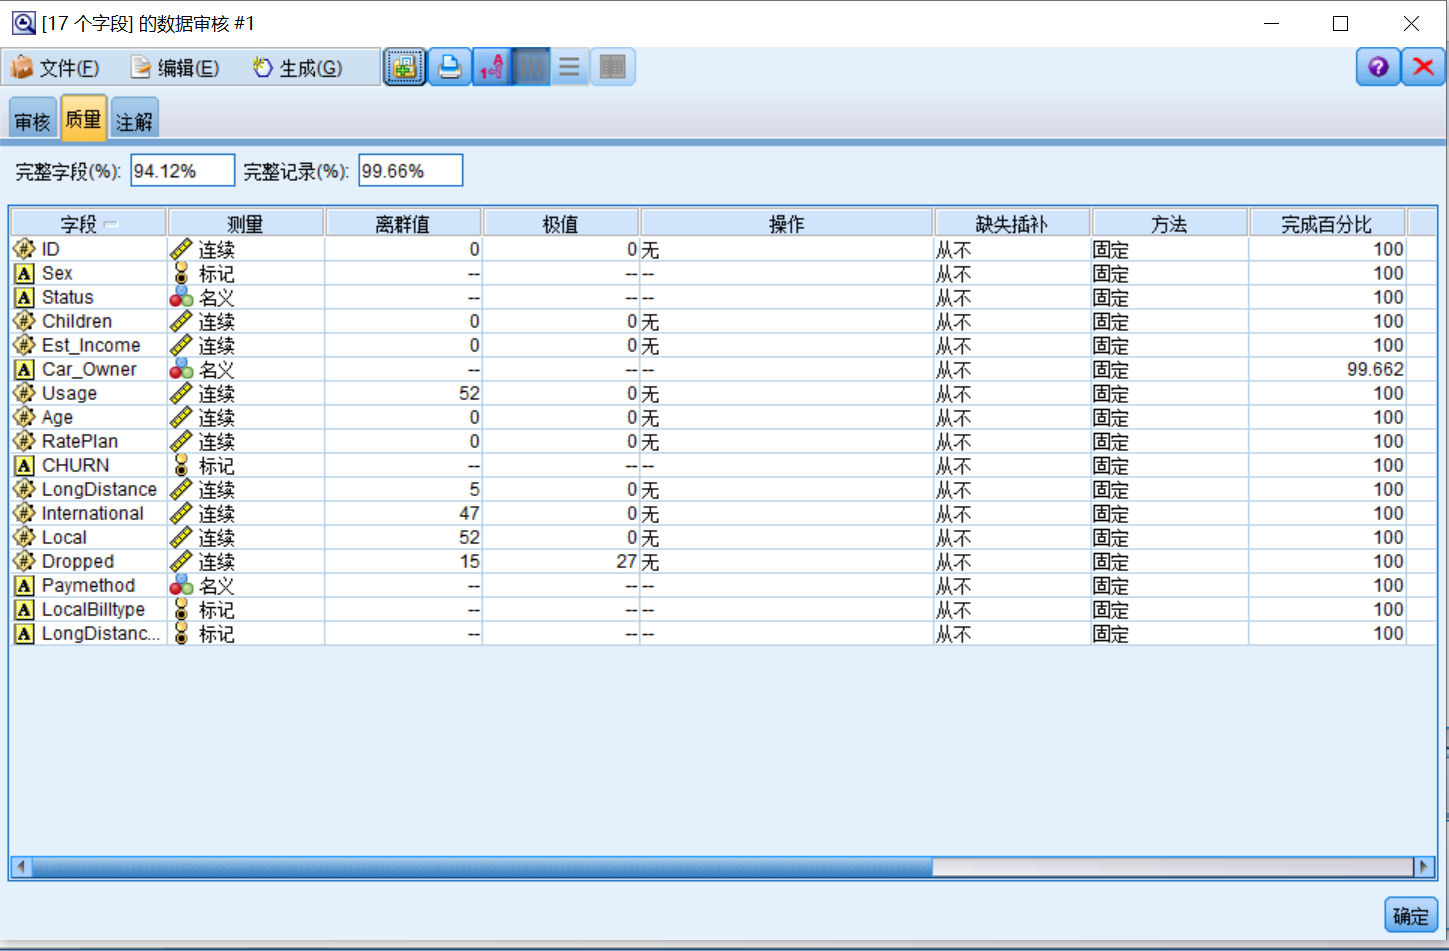 [17 个字段] 的数据审核 #1
文件(F) 编辑(E) 生成(G)
审核 质量 注解
完整字段(%): 94.12% 完整记录(%): 99.66%
字段 测量 离群值 极值 操作 缺失插补 方法 完成百分比
ID 连续 0 0 无 从不 固定 100
Sex 标记 -- -- -- 从不 固定 100
Status 名义 -- -- -- 从不 固定 100
Children 连续 0 0 无 从不 固定 100
Est_Income 连续 0 0 无 从不 固定 100
Car_Owner 名义 -- -- -- 从不 固定 99.662
Usage 连续 52 0 无 从不 固定 100
Age 连续 0 0 无 从不 固定 100
RatePlan 连续 0 0 无 从不 固定 100
CHURN 标记 -- -- -- 从不 固定 100
LongDistance 连续 5 0 无 从不 固定 100
International 连续 47 0 无 从不 固定 100
Local 连续 52 0 无 从不 固定 100
Dropped 连续 15 27 无 从不 固定 100
Paymethod 名义 -- -- -- 从不 固定 100
LocalBilltype 标记 -- -- -- 从不 固定 100
LongDistanc... 标记 -- -- -- 从不 固定 100
确定